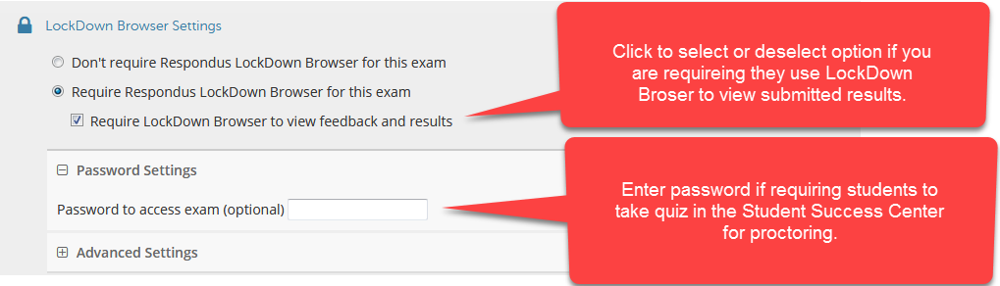 LockDown Browser Settings
Don't require Respondus LockDown Browser for this exam
Require Respondus LockDown Browser for this exam
Require LockDown Browser to view feedback and results
Click to select or deselect option if you
are requireing they use LockDown
Broser to view submitted results.
Password Settings
Password to access exam (optional)
Enter password if requiring students to
take quiz in the Student Success Center
for proctoring.
Advanced Settings